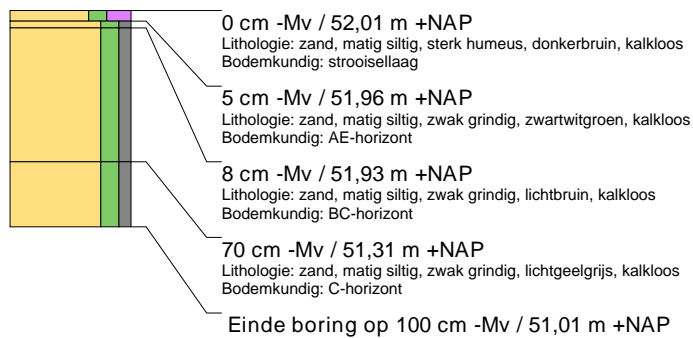 0 cm -Mv / 52,01 m +NAP
Lithologie: zand, matig siltig, sterk humeus, donkerbruin, kalkloos
Bodemkundig: strooisellaag
5 cm -Mv / 51,96 m +NAP
Lithologie: zand, matig siltig, zwak grindig, zwartwitgroen, kalkloos
Bodemkundig: AE-horizont
8 cm -Mv / 51,93 m +NAP
Lithologie: zand, matig siltig, zwak grindig, lichtbruin, kalkloos
Bodemkundig: BC-horizont
70 cm -Mv / 51,31 m +NAP
Lithologie: zand, matig siltig, zwak grindig, lichtgeelgrijs, kalkloos
Bodemkundig: C-horizont
Einde boring op 100 cm -Mv / 51,01 m +NAP